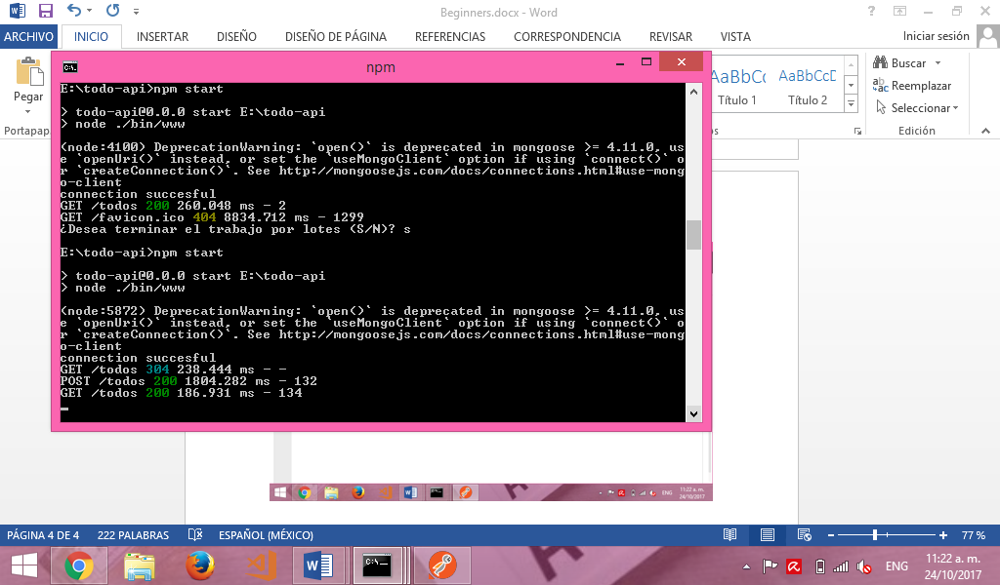 Beginners.docx - Word
ARCHIVO INICIO INSERTAR DISEÑO DISEÑO DE PÁGINA REFERENCIAS CORRESPONDENCIA REVISAR VISTA Iniciar sesión
Pegar
Portapap
AaBbCc AaBbCcD
Título 1 Título 2
os
Buscar
Reemplazar
Seleccionar
Edición
npm
E:\todo-api>npm start
> todo-api@0.0.0 start E:\todo-api
> node ./bin/www
(node:4100) DeprecationWarning: `open()` is deprecated in mongoose >= 4.11.0, us
e `openUri()` instead, or set the `useMongoClient` option if using `connect()` o
r `createConnection()`. See http://mongoosejs.com/docs/connections.html#use-mong
o-client
connection succesful
GET /todos 200 260.048 ms - 2
GET /favicon.ico 404 8834.712 ms - 1299
¿Desea terminar el trabajo por lotes (S/N)? s
E:\todo-api>npm start
> todo-api@0.0.0 start E:\todo-api
> node ./bin/www
(node:5872) DeprecationWarning: `open()` is deprecated in mongoose >= 4.11.0, us
e `openUri()` instead, or set the `useMongoClient` option if using `connect()` o
r `createConnection()`. See http://mongoosejs.com/docs/connections.html#use-mong
o-client
connection succesful
GET /todos 304 238.444 ms - -
POST /todos 200 1804.282 ms - 132
GET /todos 200 186.931 ms - 134
ENG 11:22 a. m.
24/10/2017
PÁGINA 4 DE 4 222 PALABRAS ESPAÑOL (MÉXICO) 77 %
ENG 11:22 a. m.
24/10/2017